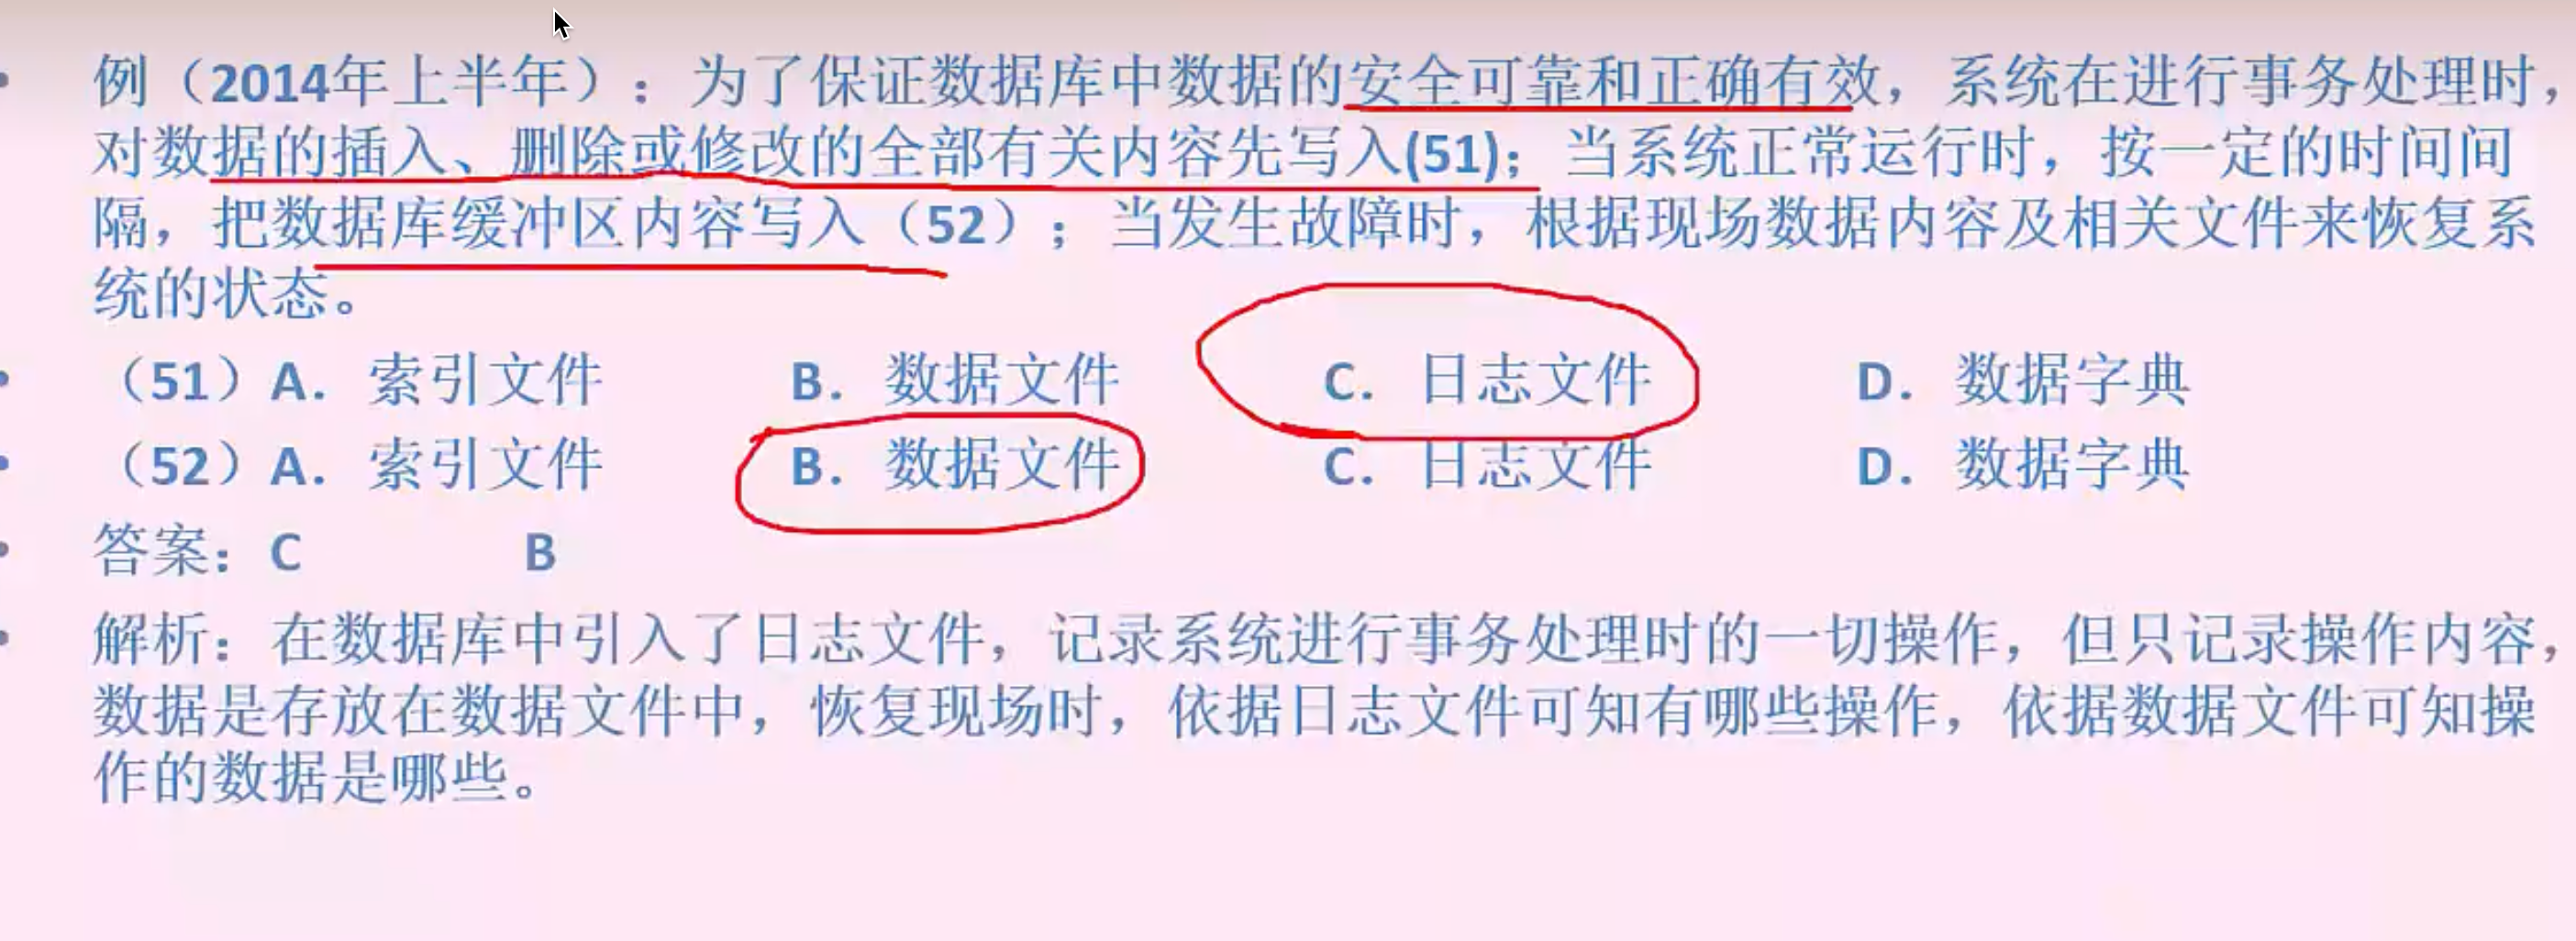 例（2014年上半年）：为了保证数据库中数据的安全可靠和正确有效，系统在进行事务处理时，
对数据的插入、删除或修改的全部有关内容先写入(51)；当系统正常运行时，按一定的时间间
隔，把数据库缓冲区内容写入（52）；当发生故障时，根据现场数据内容及相关文件来恢复系
统的状态。
（51）A. 索引文件 B. 数据文件 C. 日志文件 D. 数据字典
（52）A. 索引文件 B. 数据文件 C. 日志文件 D. 数据字典
答案：C B
解析：在数据库中引入了日志文件，记录系统进行事务处理时的一切操作，但只记录操作内容，
数据是存放在数据文件中，恢复现场时，依据日志文件可知有哪些操作，依据数据文件可知操
作的数据是哪些。